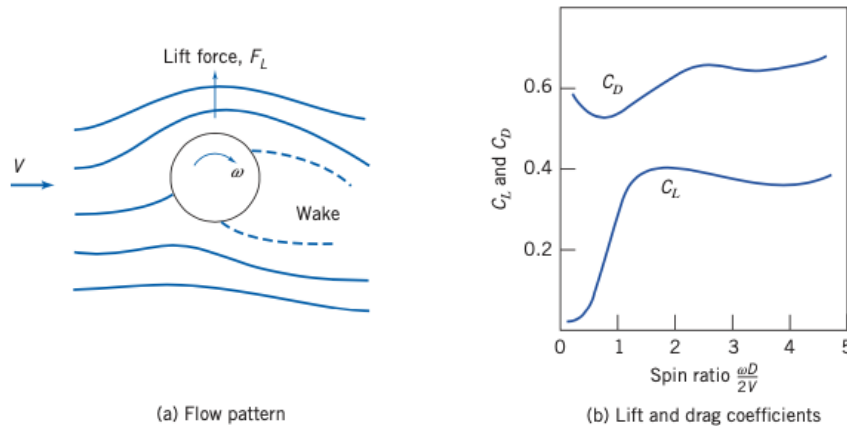 Lift force, F_L
V
ω
Wake
(a) Flow pattern
C_L and C_D
0.6
0.4
0.2
C_D
C_L
0 1 2 3 4 5
Spin ratio ωD/2V
(b) Lift and drag coefficients